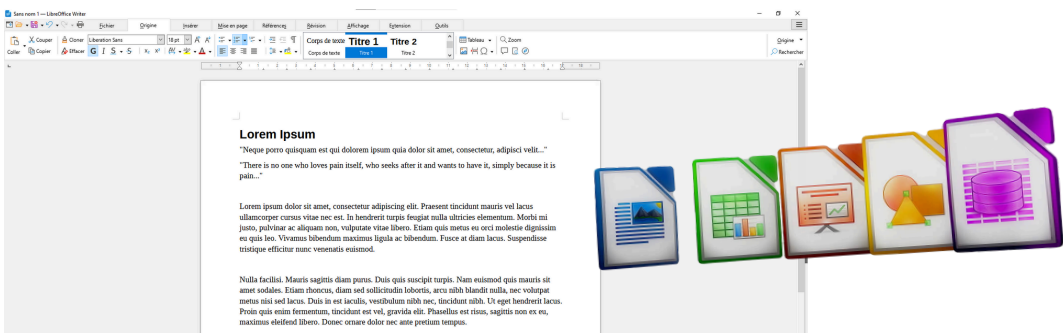 Sans nom 1 — LibreOffice Writer
Fichier Origine Insérer Mise en page Références Révision Affichage Extension Outils
Coller Couper Copier Cloner Effacer Liberation Sans 18 pt Corps de texte Titre 1 Titre 2 Tableau Zoom Origine
Corps de texte Titre 1 Titre 2 Rechercher
Lorem Ipsum
"Neque porro quisquam est qui dolorem ipsum quia dolor sit amet, consectetur, adipisci velit..."
"There is no one who loves pain itself, who seeks after it and wants to have it, simply because it is
pain..."
Lorem ipsum dolor sit amet, consectetur adipiscing elit. Praesent tincidunt mauris vel lacus
ullamcorper cursus vitae nec est. In hendrerit turpis feugiat nulla ultricies elementum. Morbi mi
justo, pulvinar ac aliquam non, vulputate vitae libero. Etiam quis metus eu orci molestie dignissim
eu quis leo. Vivamus bibendum maximus ligula ac bibendum. Fusce at diam lacus. Suspendisse
tristique efficitur nunc venenatis euismod.
Nulla facilisi. Mauris sagittis diam purus. Duis quis suscipit turpis. Nam euismod quis mauris sit
amet sodales. Etiam rhoncus, diam sed sollicitudin lobortis, arcu nibh blandit nulla, nec volutpat
metus nisi sed lacus. Duis in est iaculis, vestibulum nibh nec, tincidunt nibh. Ut eget hendrerit lacus.
Proin quis enim fermentum, tincidunt est vel, gravida elit. Phasellus est risus, sagittis non ex eu,
maximus eleifend libero. Donec ornare dolor nec ante pretium tempus.